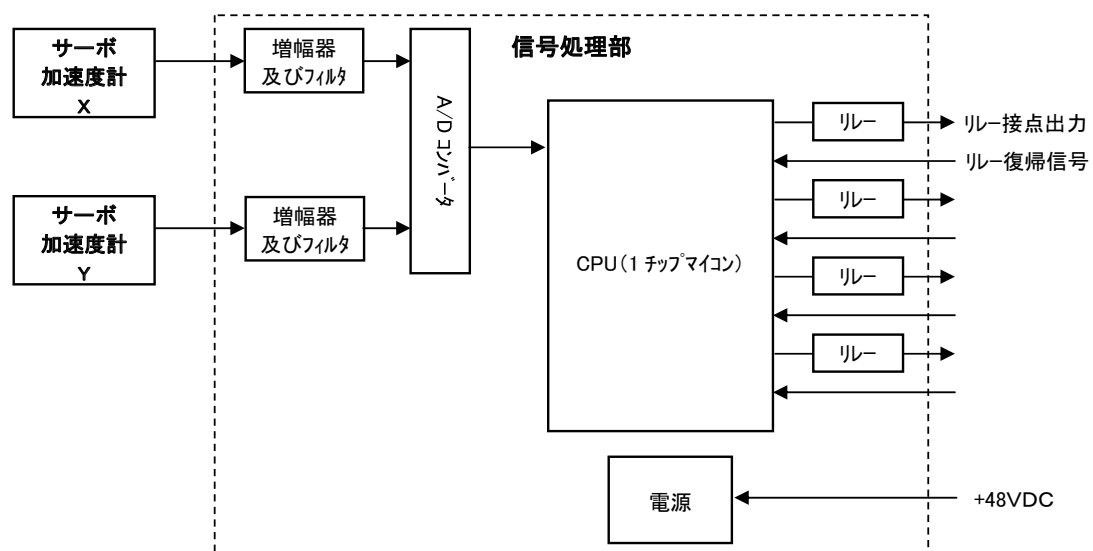 信号処理部
サーボ
加速度計
X
増幅器
及びフィルタ
A/D コンバータ
サーボ
加速度計
Y
増幅器
及びフィルタ
CPU(1 チップマイコン)
リレー
リレー接点出力
リレー復帰信号
リレー
リレー
リレー
電源
+48VDC